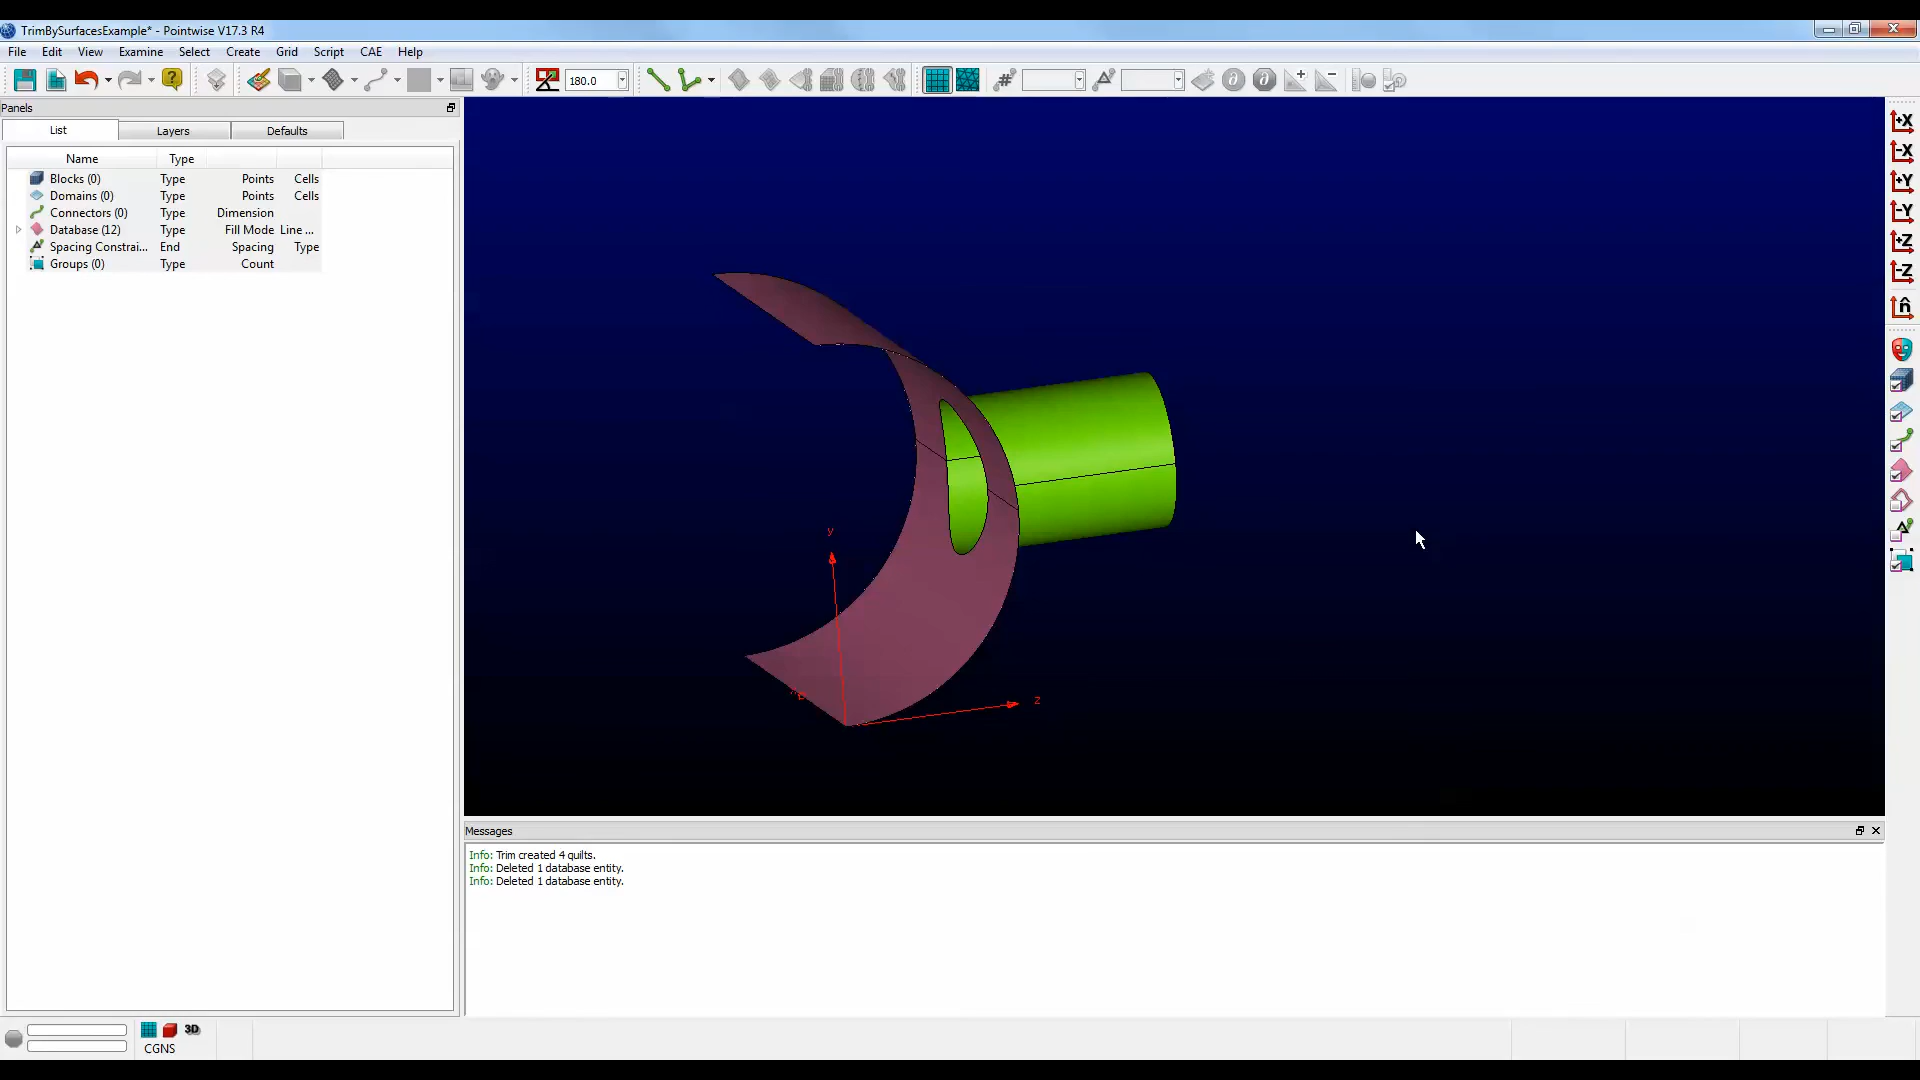 TrimBySurfacesExample* - Pointwise V17.3 R4
File Edit View Examine Select Create Grid Script CAE Help
180.0
Panels
List Layers Defaults
Name Type
Blocks (0) Type Points Cells
Domains (0) Type Points Cells
Connectors (0) Type Dimension
Database (12) Type Fill Mode Line ...
Spacing Constrai... End Spacing Type
Groups (0) Type Count
y
z
+X
-X
+Y
-Y
+Z
-Z
n̂
Messages
Info: Trim created 4 quilts.
Info: Deleted 1 database entity.
Info: Deleted 1 database entity.
3D
CGNS